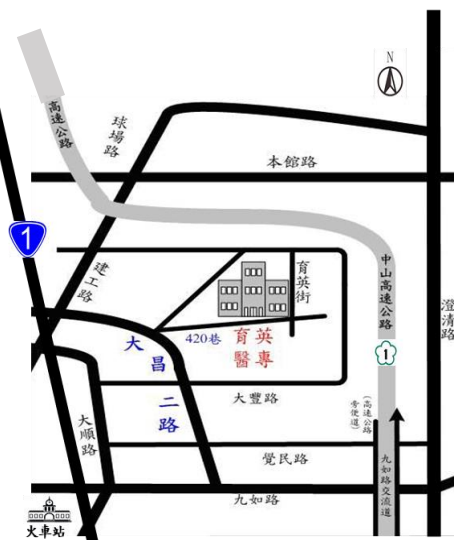 N
高速公路
球場路
本館路
1
建工路
育英街
中山高速公路
澄清路
大昌二路
420巷
育英
醫專
1
大豐路
(高速公路
旁便道)
大順路
覺民路
九如路交流道
九如路
火車站